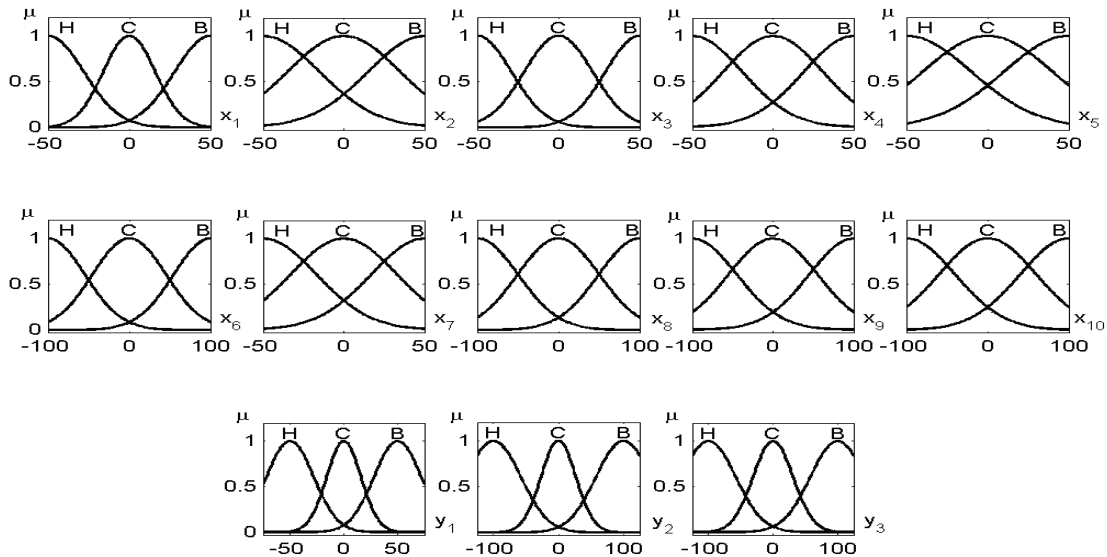 μ μ μ μ μ
H C B H C B H C B H C B H C B
1 1 1 1 1
0.5 0.5 0.5 0.5 0.5
0 x1 x2 x3 x4 x5
-50 0 50 -50 0 50 -50 0 50 -50 0 50 -50 0 50
μ μ μ μ μ
H C B H C B H C B H C B H C B
1 1 1 1 1
0.5 0.5 0.5 0.5 0.5
0 x6 x7 x8 x9 x10
-100 0 100 -50 0 50 -100 0 100 -100 0 100 -100 0 100
μ μ μ
H C B H C B H C B
1 1 1
0.5 0.5 0.5
0 y1 y2 y3
-50 0 50 -100 0 100 -100 0 100